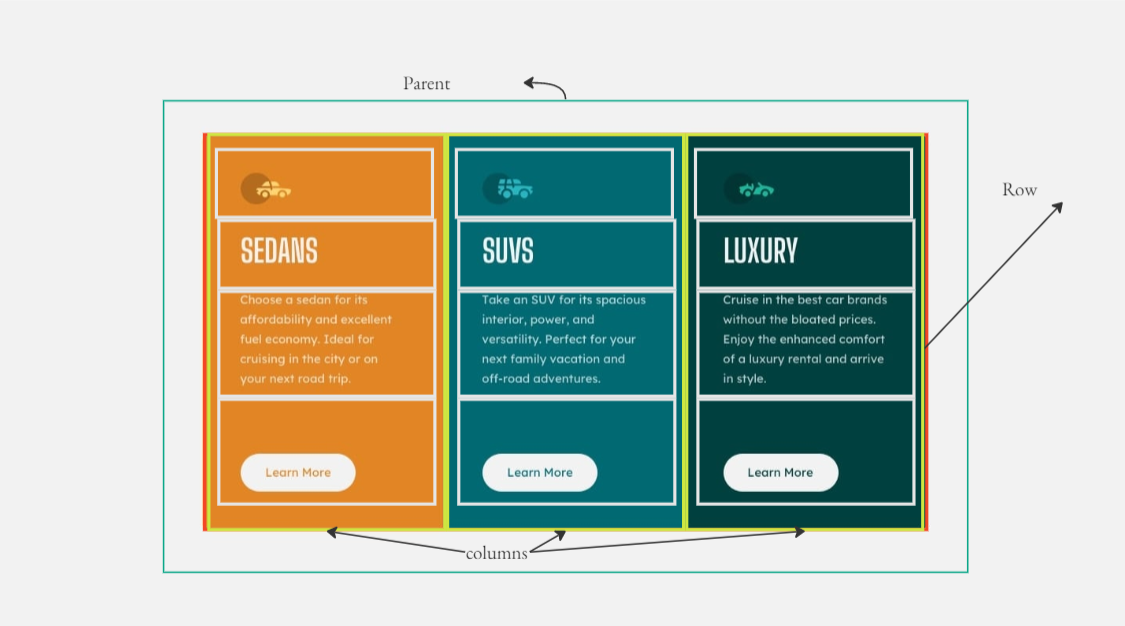 Parent
Row
SEDANS
Choose a sedan for its
affordability and excellent
fuel economy. Ideal for
cruising in the city or on
your next road trip.
Learn More
SUVS
Take an SUV for its spacious
interior, power, and
versatility. Perfect for your
next family vacation and
off-road adventures.
Learn More
LUXURY
Cruise in the best car brands
without the bloated prices.
Enjoy the enhanced comfort
of a luxury rental and arrive
in style.
Learn More
columns